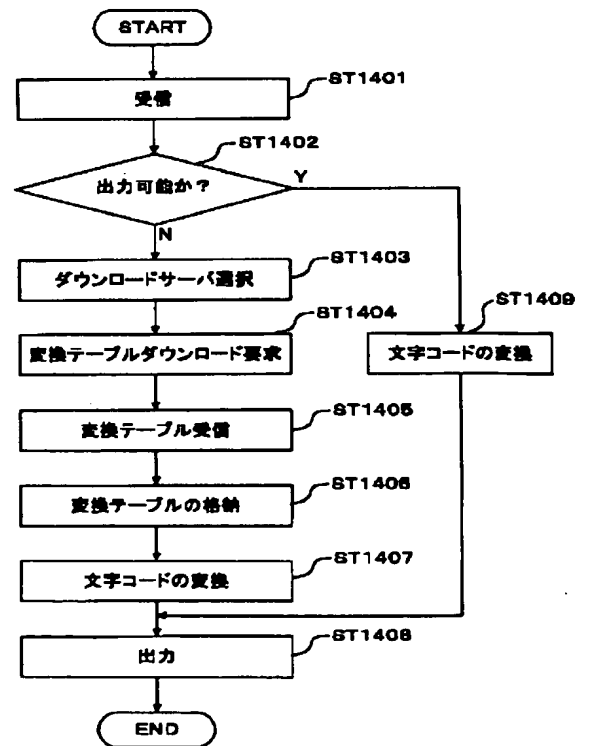 START
受信
ST1401
出力可能か？
ST1402
Y
N
ダウンロードサーバ選択
ST1403
変換テーブルダウンロード要求
ST1404
文字コードの変換
ST1409
変換テーブル受信
ST1405
変換テーブルの格納
ST1406
文字コードの変換
ST1407
出力
ST1408
END